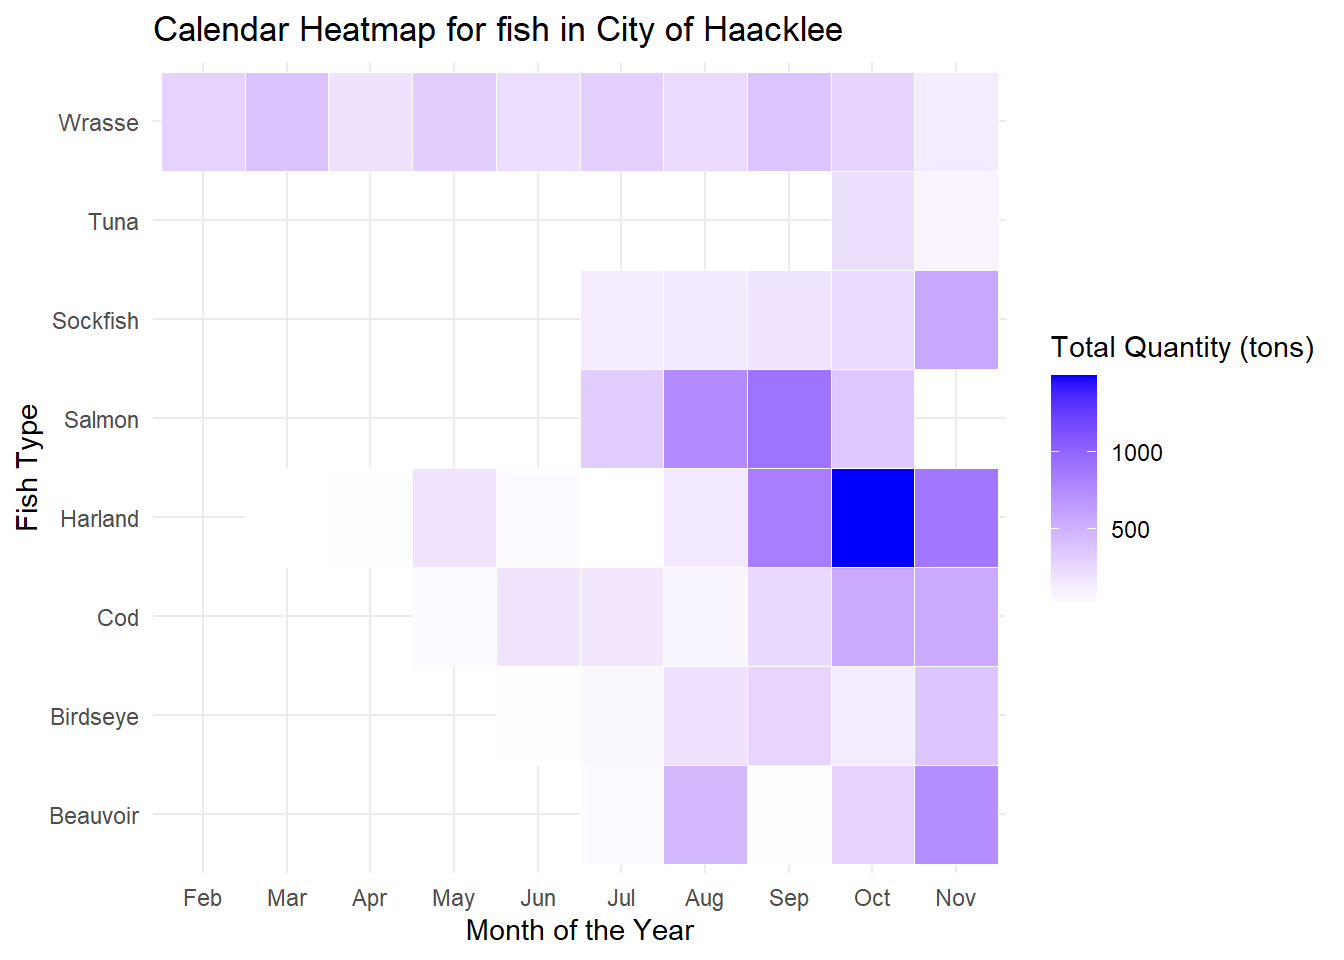 Calendar Heatmap for fish in City of Haacklee
Wrasse
Tuna
Sockfish
Salmon
Harland
Cod
Birdseye
Beauvoir
Fish Type
Feb Mar Apr May Jun Jul Aug Sep Oct Nov
Month of the Year
Total Quantity (tons)
1000
500